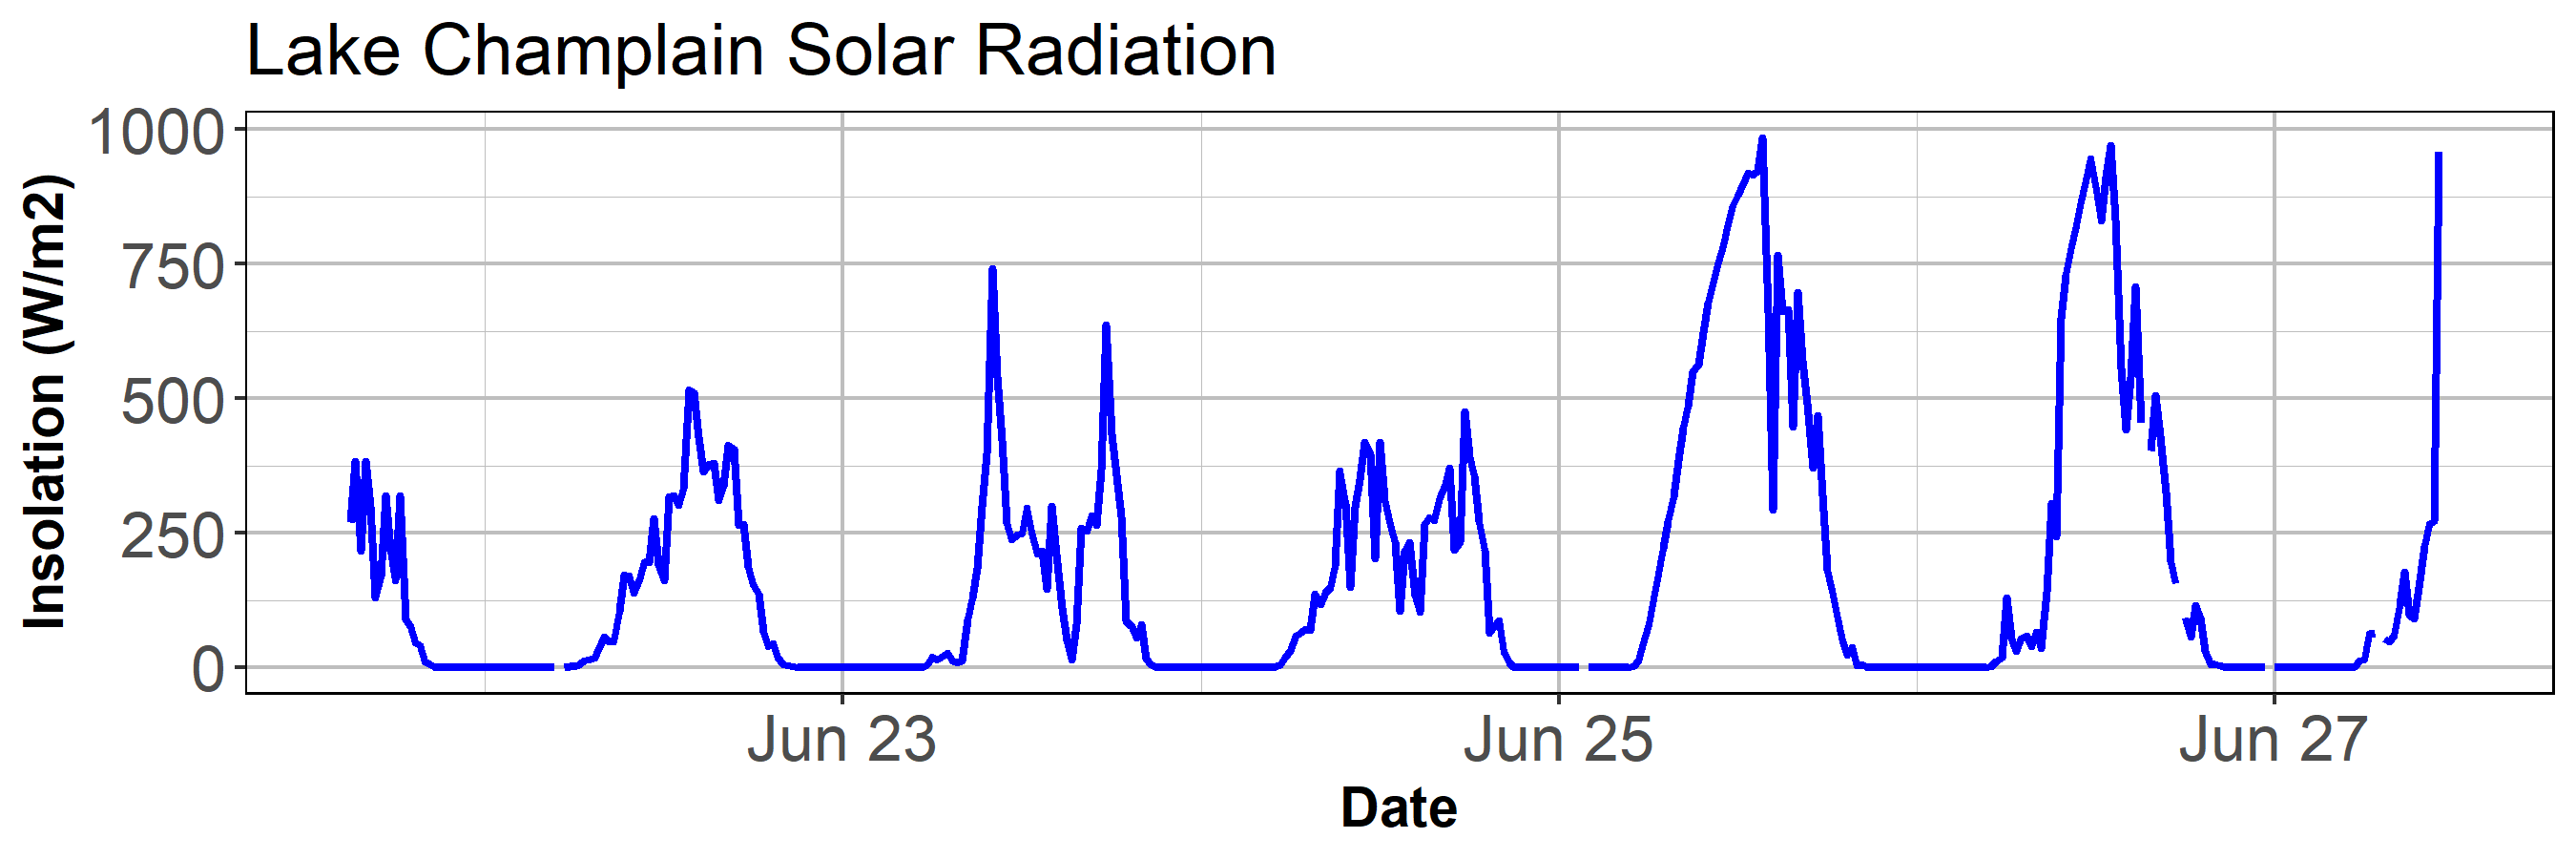 Lake Champlain Solar Radiation
Insolation (W/m2)
1000
750
500
250
0
Jun 23 Jun 25 Jun 27
Date